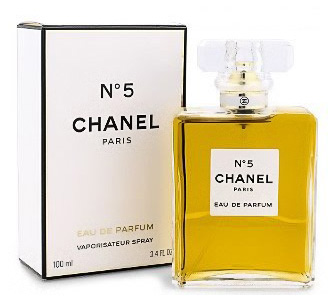 N°5
CHANEL
PARIS
EAU DE PARFUM
VAPORISATEUR SPRAY
100 ml
3.4 FL
N°5
CHANEL
PARIS
EAU DE PARFUM